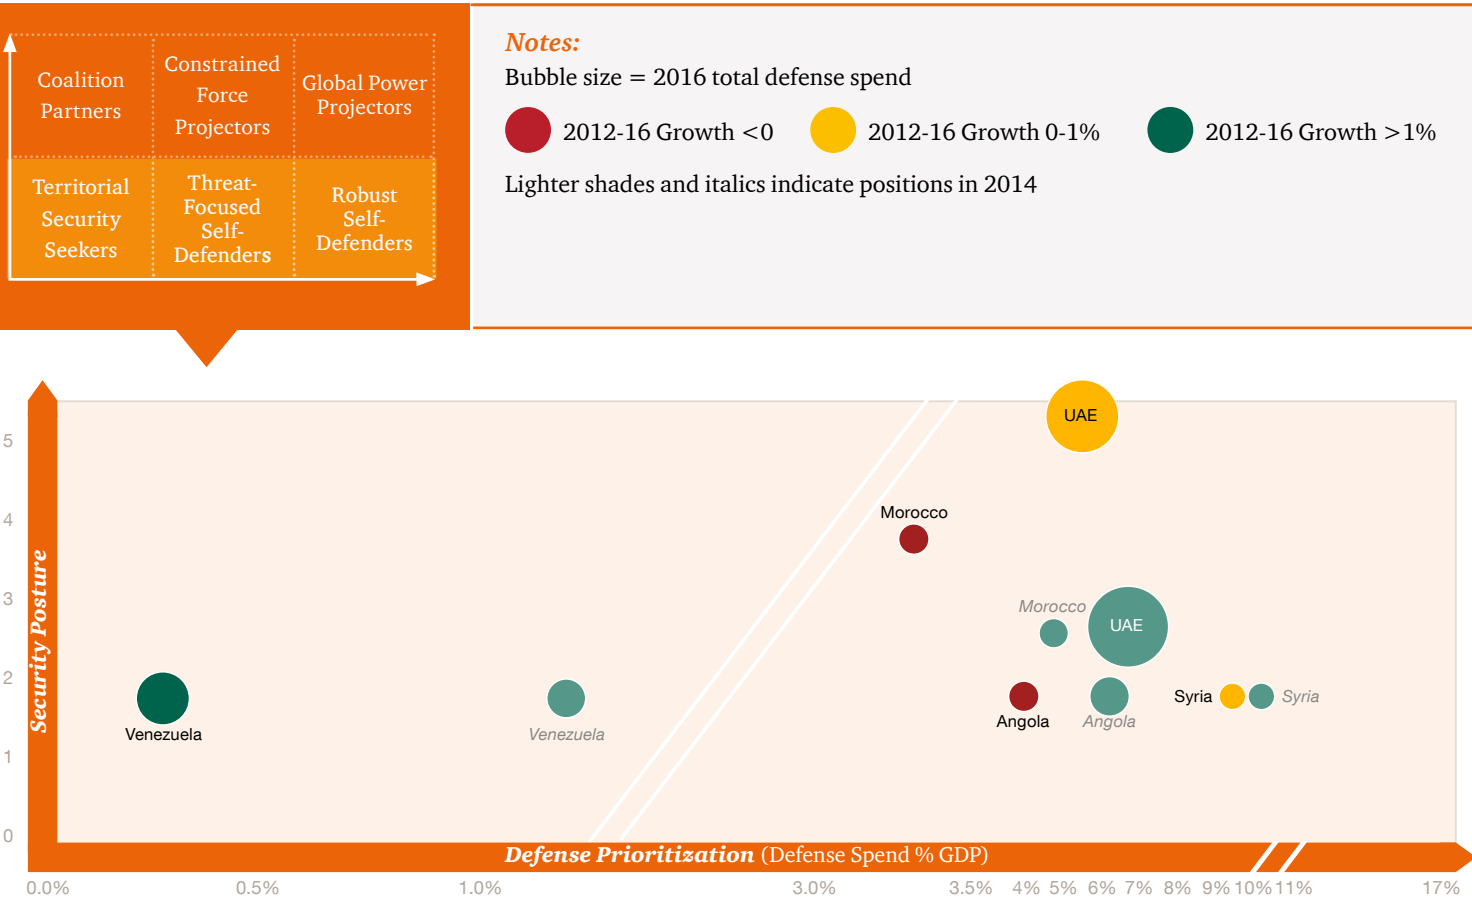 Coalition
Partners
Constrained
Force
Projectors
Global Power
Projectors
Territorial
Security
Seekers
Threat-
Focused
Self-
Defenders
Robust
Self-
Defenders
Notes:
Bubble size = 2016 total defense spend
2012-16 Growth <0
2012-16 Growth 0-1%
2012-16 Growth >1%
Lighter shades and italics indicate positions in 2014
5
4
3
2
1
0
Security Posture
UAE
Morocco
Morocco
UAE
Venezuela
Venezuela
Angola
Angola
Syria
Syria
Defense Prioritization (Defense Spend % GDP)
0.0% 0.5% 1.0% 3.0% 3.5% 4% 5% 6% 7% 8% 9% 10% 11% 17%